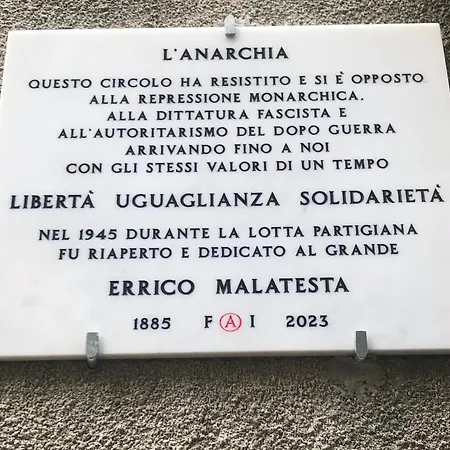 L'ANARCHIA
QUESTO CIRCOLO HA RESISTITO E SI È OPPOSTO
ALLA REPRESSIONE MONARCHICA.
ALLA DITTATURA FASCISTA E
ALL'AUTORITARISMO DEL DOPO GUERRA
ARRIVANDO FINO A NOI
CON GLI STESSI VALORI DI UN TEMPO
LIBERTÀ UGUAGLIANZA SOLIDARIETÀ
NEL 1945 DURANTE LA LOTTA PARTIGIANA
FU RIAPERTO E DEDICATO AL GRANDE
ERRICO MALATESTA
1885 F A I 2023